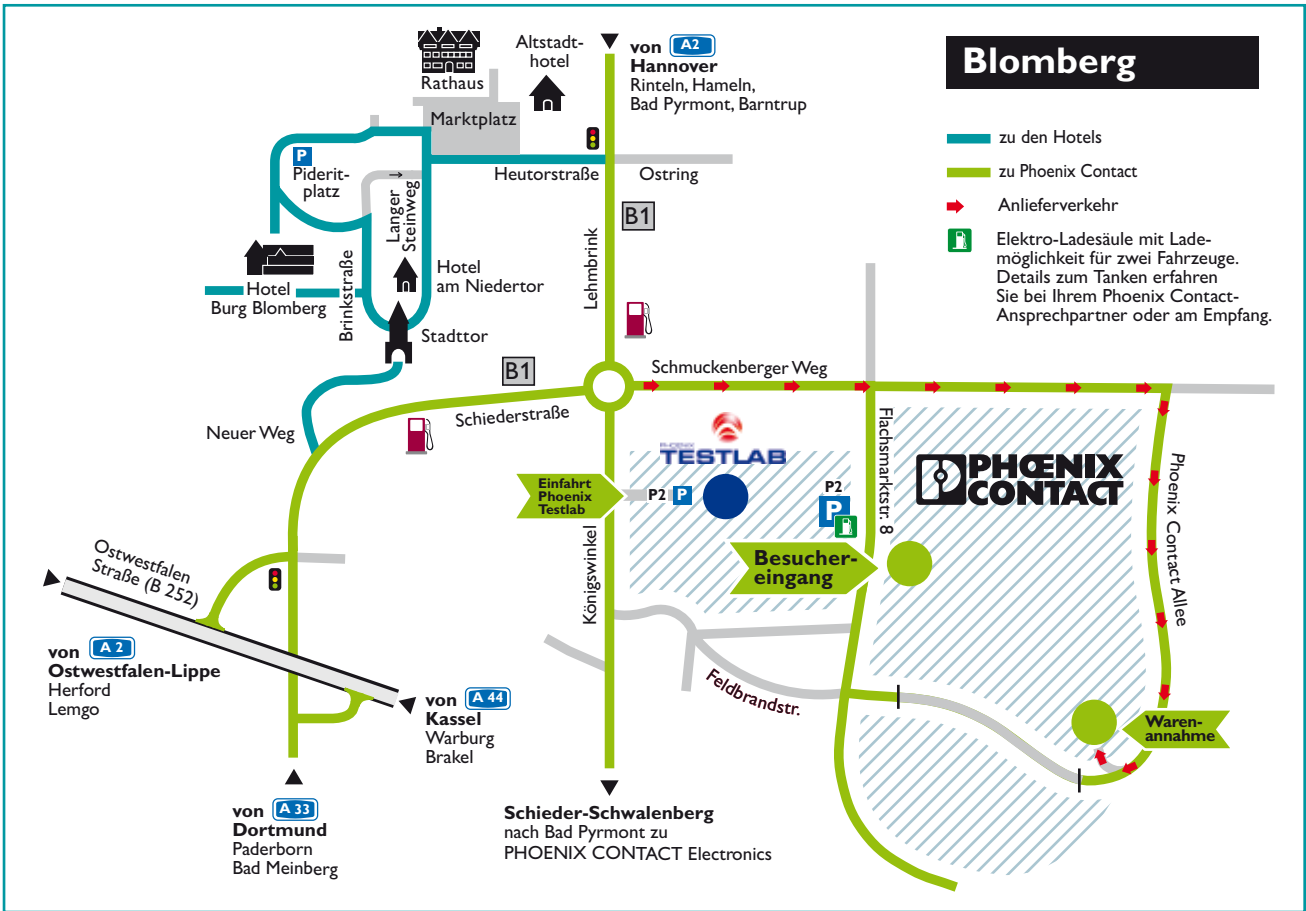 Blomberg
zu den Hotels
zu Phoenix Contact
Anlieferverkehr
Elektro-Ladesäule mit Lade-
möglichkeit für zwei Fahrzeuge.
Details zum Tanken erfahren
Sie bei Ihrem Phoenix Contact-
Ansprechpartner oder am Empfang.
Rathaus
Altstadt-
hotel
von A2
Hannover
Rinteln, Hameln,
Bad Pyrmont, Barntrup
Marktplatz
P
Piderit-
platz
Langer
Steinweg
Heutorstraße
Ostring
B1
Lehmbrink
Hotel
Burg Blomberg
Brinkstraße
Hotel
am Niedertor
Stadttor
B1
Schmuckenberger Weg
Schiederstraße
Neuer Weg
PHOENIX
TESTLAB
Flachsmarktstr. 8
PHŒNIX
CONTACT
Phoenix Contact Allee
Einfahrt
Phoenix
Testlab
P2 P
P2
P
Besucher-
eingang
Königswinkel
Ostwestfalen
Straße (B 252)
von A 2
Ostwestfalen-Lippe
Herford
Lemgo
von A 44
Kassel
Warburg
Brakel
Feldbrandstr.
Waren-
annahme
von A 33
Dortmund
Paderborn
Bad Meinberg
Schieder-Schwalenberg
nach Bad Pyrmont zu
PHOENIX CONTACT Electronics